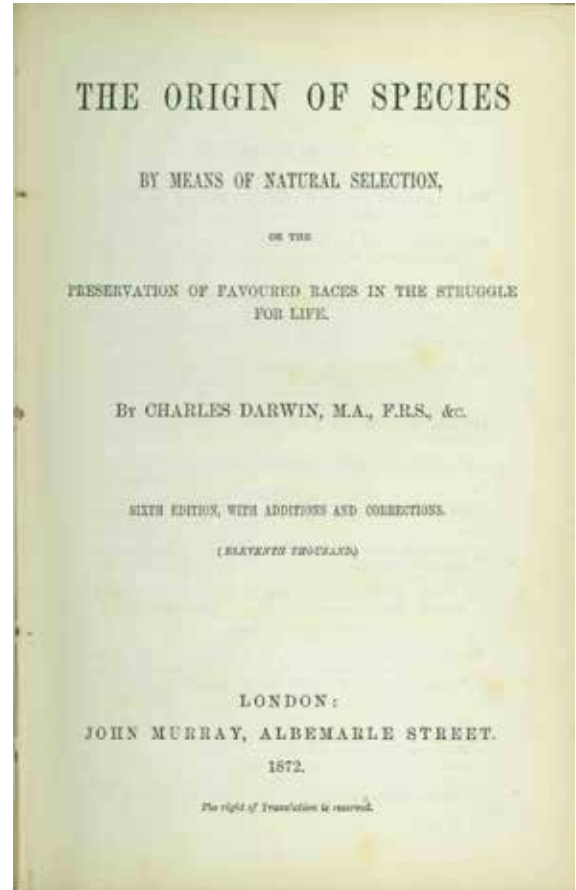 THE ORIGIN OF SPECIES
BY MEANS OF NATURAL SELECTION,
OR THE
PRESERVATION OF FAVOURED RACES IN THE STRUGGLE
FOR LIFE.
BY CHARLES DARWIN, M.A., F.R.S., &c.
SIXTH EDITION, WITH ADDITIONS AND CORRECTIONS.
(ELEVENTH THOUSAND.)
LONDON:
JOHN MURRAY, ALBEMARLE STREET.
1872.
The right of Translation is reserved.